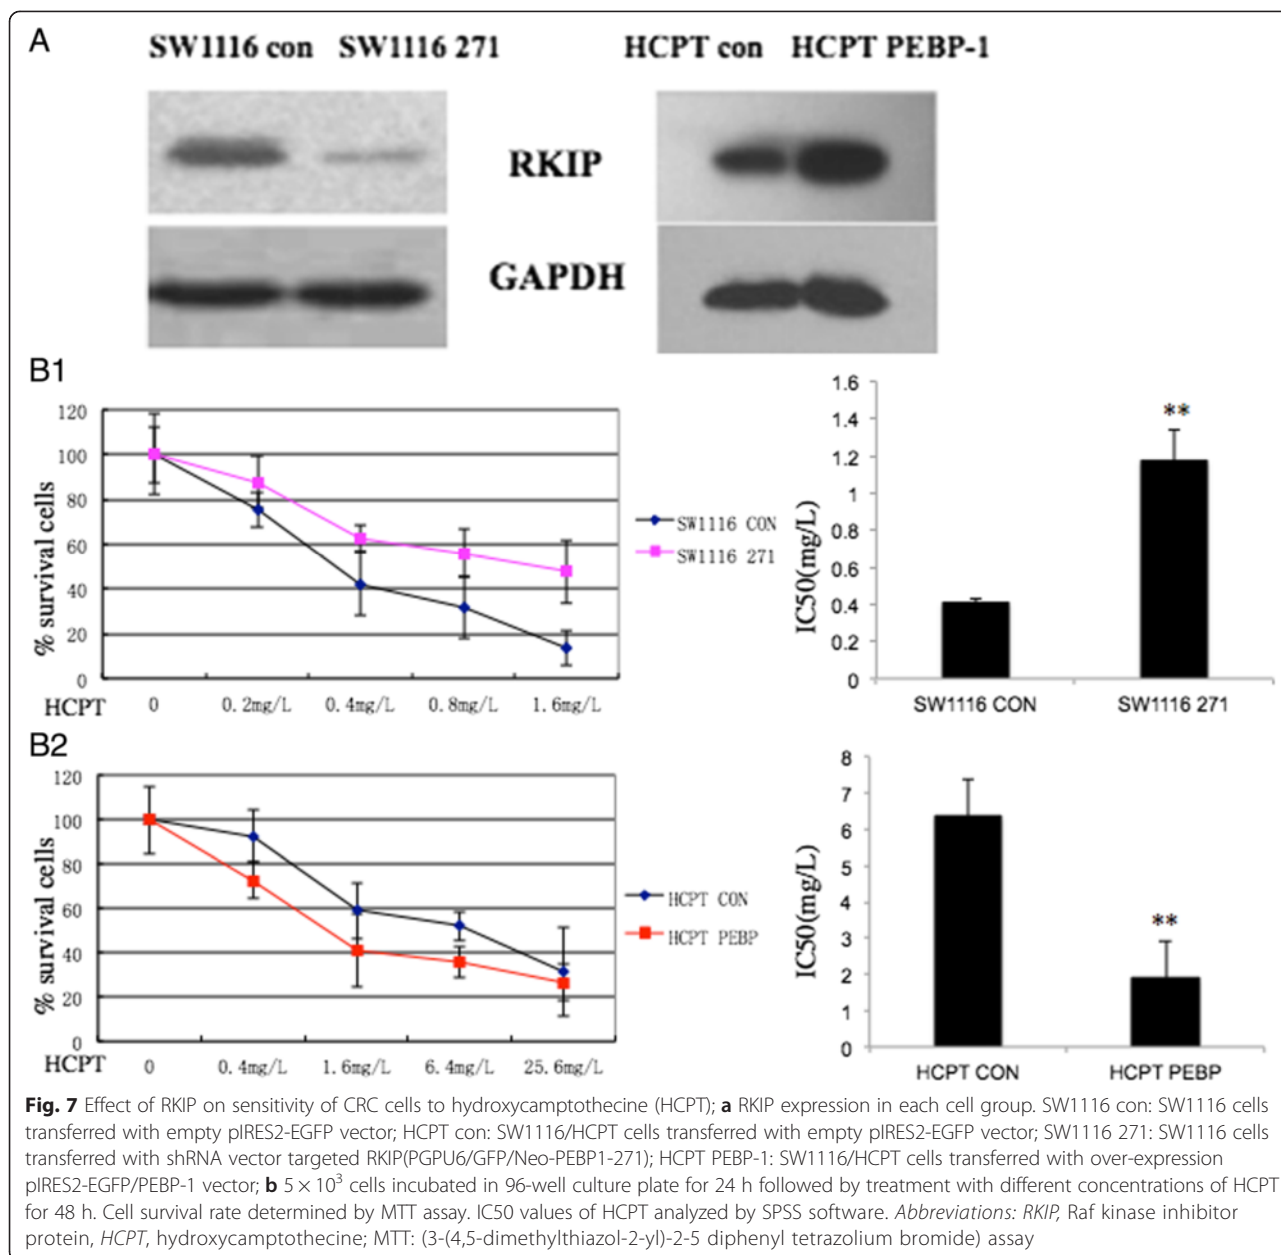 A
SW1116 con SW1116 271 HCPT con HCPT PEBP-1
RKIP
GAPDH
B1
120
100
80
60
40
20
0
% survival cells
HCPT 0 0.2mg/L 0.4mg/L 0.8mg/L 1.6mg/L
SW1116 CON
SW1116 271
1.6
1.4
1.2
1
0.8
0.6
0.4
0.2
0
IC50(mg/L)
**
SW1116 CON SW1116 271
B2
120
100
80
60
40
20
0
% survival cells
HCPT 0 0.4mg/L 1.6mg/L 6.4mg/L 25.6mg/L
HCPT CON
HCPT PEBP
8
7
6
5
4
3
2
1
0
IC50(mg/L)
**
HCPT CON HCPT PEBP
Fig. 7 Effect of RKIP on sensitivity of CRC cells to hydroxycamptothecine (HCPT); a RKIP expression in each cell group. SW1116 con: SW1116 cells
transferred with empty pIRES2-EGFP vector; HCPT con: SW1116/HCPT cells transferred with empty pIRES2-EGFP vector; SW1116 271: SW1116 cells
transferred with shRNA vector targeted RKIP(PGPU6/GFP/Neo-PEBP1-271); HCPT PEBP-1: SW1116/HCPT cells transferred with over-expression
pIRES2-EGFP/PEBP-1 vector; b 5 × 10³ cells incubated in 96-well culture plate for 24 h followed by treatment with different concentrations of HCPT
for 48 h. Cell survival rate determined by MTT assay. IC50 values of HCPT analyzed by SPSS software. Abbreviations: RKIP, Raf kinase inhibitor
protein, HCPT, hydroxycamptothecine; MTT: (3-(4,5-dimethylthiazol-2-yl)-2-5 diphenyl tetrazolium bromide) assay